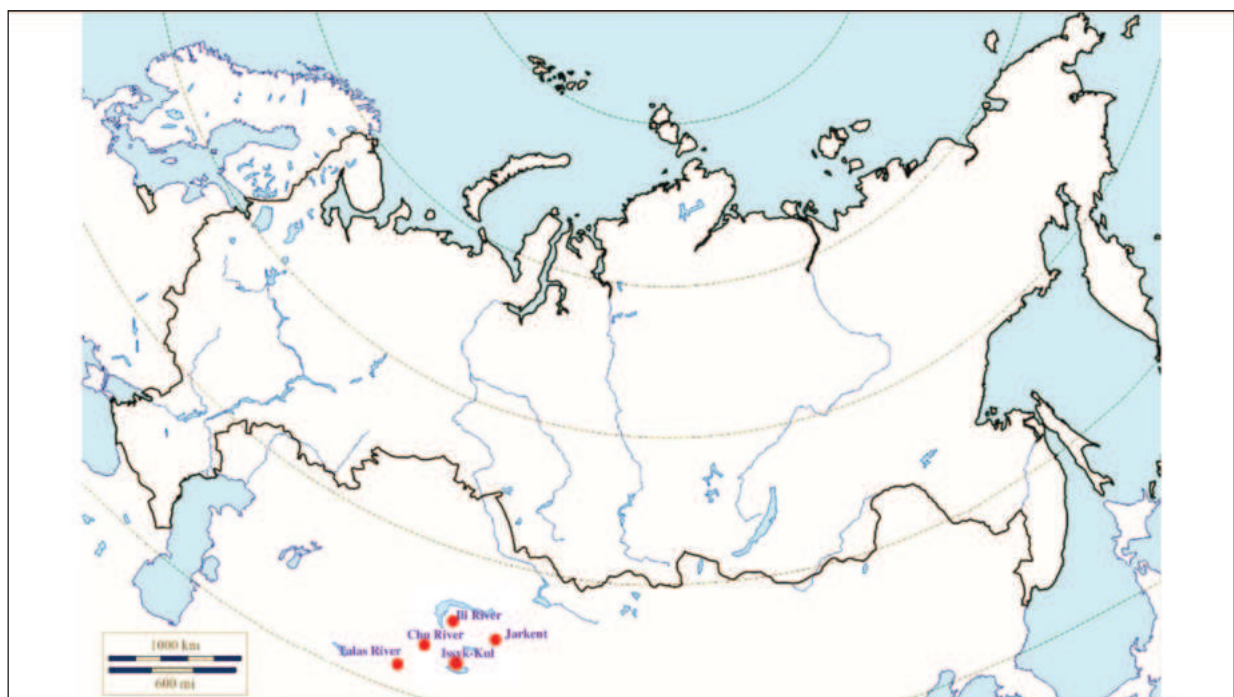 Ili River
Chu River
Jarkent
Talas River
Issyk-Kul
1000 km
600 mi